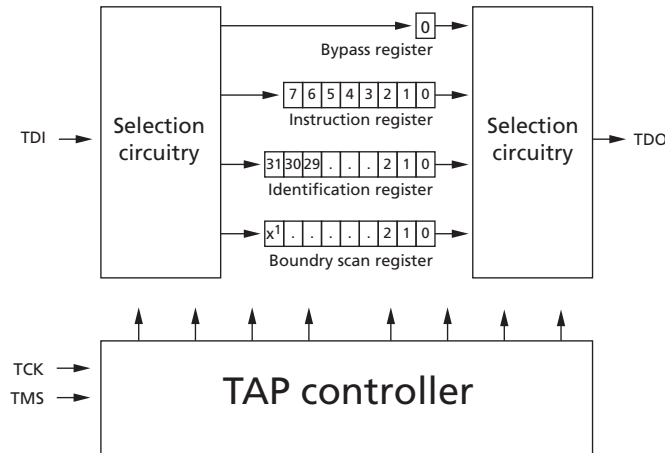 0
Bypass register
7 6 5 4 3 2 1 0
Instruction register
TDI
Selection
circuitry
Selection
circuitry
TDO
31 30 29 . . . 2 1 0
Identification register
x¹ . . . . . 2 1 0
Boundry scan register
TCK
TMS
TAP controller